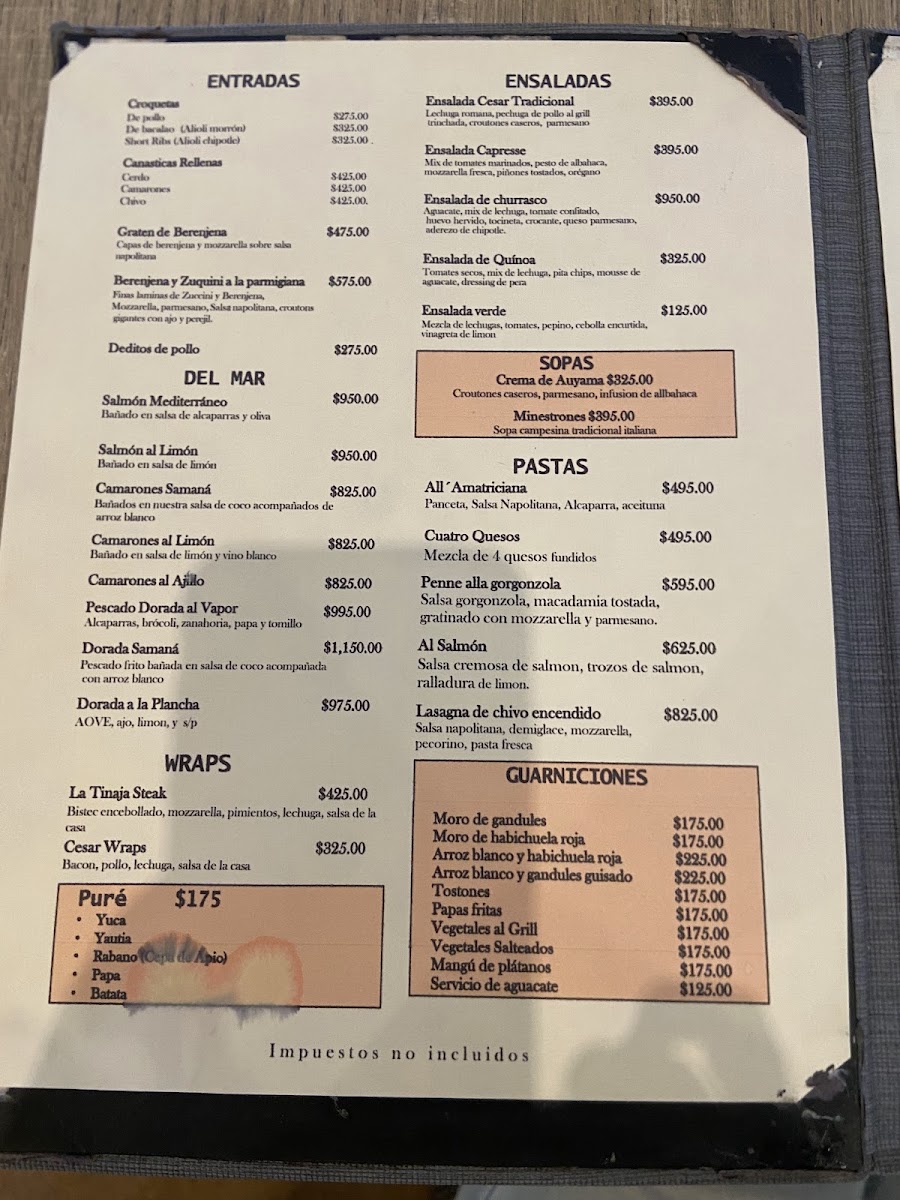 ENTRADAS
Croquetas
De pollo $275.00
De bacalao (Alioli morrón) $325.00
Short Ribs (Alioli chipotle) $325.00 .
Canasticas Rellenas
Cerdo $425.00
Camarones $425.00
Chivo $425.00.
Graten de Berenjena $475.00
Capas de berenjena y mozzarella sobre salsa
napolitana
Berenjena y Zuquini a la parmigiana $575.00
Finas laminas de Zuccini y Berenjena,
Mozzarella, parmesano, Salsa napolitana, croutons
gigantes con ajo y perejil.
Deditos de pollo $275.00
DEL MAR
Salmón Mediterráneo $950.00
Bañado en salsa de alcaparras y oliva
Salmón al Limón $950.00
Bañado en salsa de limón
Camarones Samaná $825.00
Bañados en nuestra salsa de coco acompañados de
arroz blanco
Camarones al Limón $825.00
Bañado en salsa de limón y vino blanco
Camarones al Ajillo $825.00
Pescado Dorada al Vapor $995.00
Alcaparras, brócoli, zanahoria, papa y tomillo
Dorada Samaná $1,150.00
Pescado frito bañada en salsa de coco acompañada
con arroz blanco
Dorada a la Plancha $975.00
AOVE, ajo, limon, y s/p
WRAPS
La Tinaja Steak $425.00
Bistec encebollado, mozzarella, pimientos, lechuga, salsa de la
casa
Cesar Wraps $325.00
Bacon, pollo, lechuga, salsa de la casa
Puré $175
• Yuca
• Yautia
• Rabano (Cepa de Apio)
• Papa
• Batata
ENSALADAS
Ensalada Cesar Tradicional $395.00
Lechuga romana, pechuga de pollo al grill
trinchada, croutones caseros, parmesano
Ensalada Capresse $395.00
Mix de tomates marinados, pesto de albahaca,
mozzarella fresca, piñones tostados, orégano
Ensalada de churrasco $950.00
Aguacate, mix de lechuga, tomate confitado,
huevo hervido, tocineta, crocante, queso parmesano,
aderezo de chipotle.
Ensalada de Quínoa $325.00
Tomates secos, mix de lechuga, pita chips, mousse de
aguacate, dressing de pera
Ensalada verde $125.00
Mezcla de lechugas, tomates, pepino, cebolla encurtida,
vinagreta de limon
SOPAS
Crema de Auyama $325.00
Croutones caseros, parmesano, infusion de allbahaca
Minestrones $395.00
Sopa campesina tradicional italiana
PASTAS
All´Amatriciana $495.00
Panceta, Salsa Napolitana, Alcaparra, aceituna
Cuatro Quesos $495.00
Mezcla de 4 quesos fundidos
Penne alla gorgonzola $595.00
Salsa gorgonzola, macadamia tostada,
gratinado con mozzarella y parmesano.
Al Salmón $625.00
Salsa cremosa de salmon, trozos de salmon,
ralladura de limon.
Lasagna de chivo encendido $825.00
Salsa napolitana, demiglace, mozzarella,
pecorino, pasta fresca
GUARNICIONES
Moro de gandules $175.00
Moro de habichuela roja $175.00
Arroz blanco y habichuela roja $225.00
Arroz blanco y gandules guisado $225.00
Tostones $175.00
Papas fritas $175.00
Vegetales al Grill $175.00
Vegetales Salteados $175.00
Mangú de plátanos $175.00
Servicio de aguacate $125.00
Impuestos no incluidos